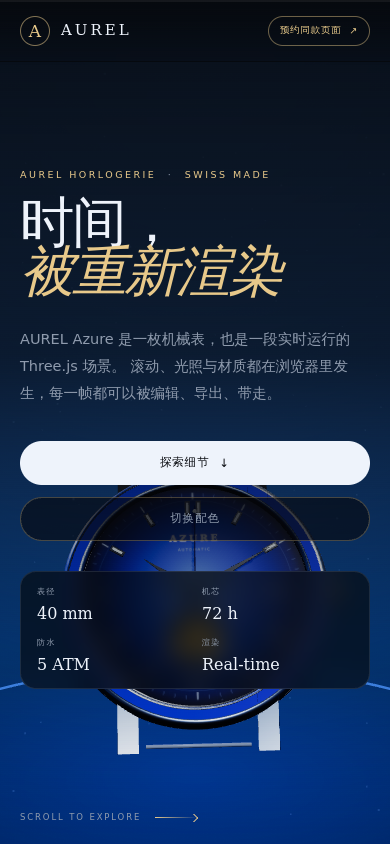 A AUREL
预约同款页面 ↗
AUREL HORLOGERIE · SWISS MADE
时间，
被重新渲染
AUREL Azure 是一枚机械表，也是一段实时运行的
Three.js 场景。 滚动、光照与材质都在浏览器里发
生，每一帧都可以被编辑、导出、带走。
探索细节 ↓
切换配色
AZURE
AUTOMATIC
表径
40 mm
机芯
72 h
防水
5 ATM
渲染
Real-time
SCROLL TO EXPLORE